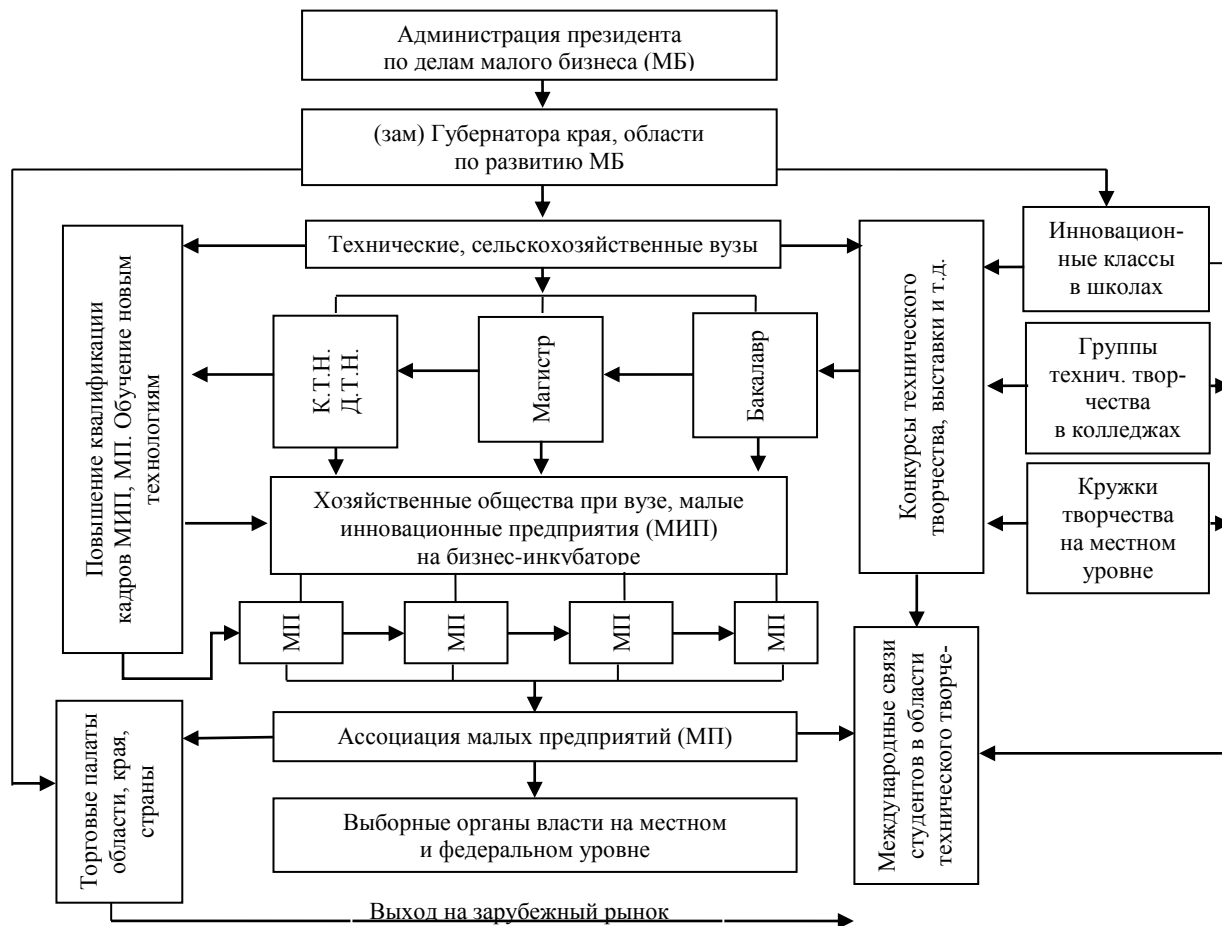 Администрация президента
по делам малого бизнеса (МБ)
(зам) Губернатора края, области
по развитию МБ
Технические, сельскохозяйственные вузы
Инновацион-
ные классы
в школах
Повышение квалификации
кадров МИП, МП. Обучение новым
технологиям
К.Т.Н.
Д.Т.Н.
Магистр
Бакалавр
Конкурсы технического
творчества, выставки и т.д.
Группы
технич. твор-
чества
в колледжах
Хозяйственные общества при вузе, малые
инновационные предприятия (МИП)
на бизнес-инкубаторе
Кружки
творчества
на местном
уровне
МП
МП
МП
МП
Торговые палаты
области, края,
страны
Ассоциация малых предприятий (МП)
Международные связи
студентов в области
технического творче-
Выборные органы власти на местном
и федеральном уровне
Выход на зарубежный рынок